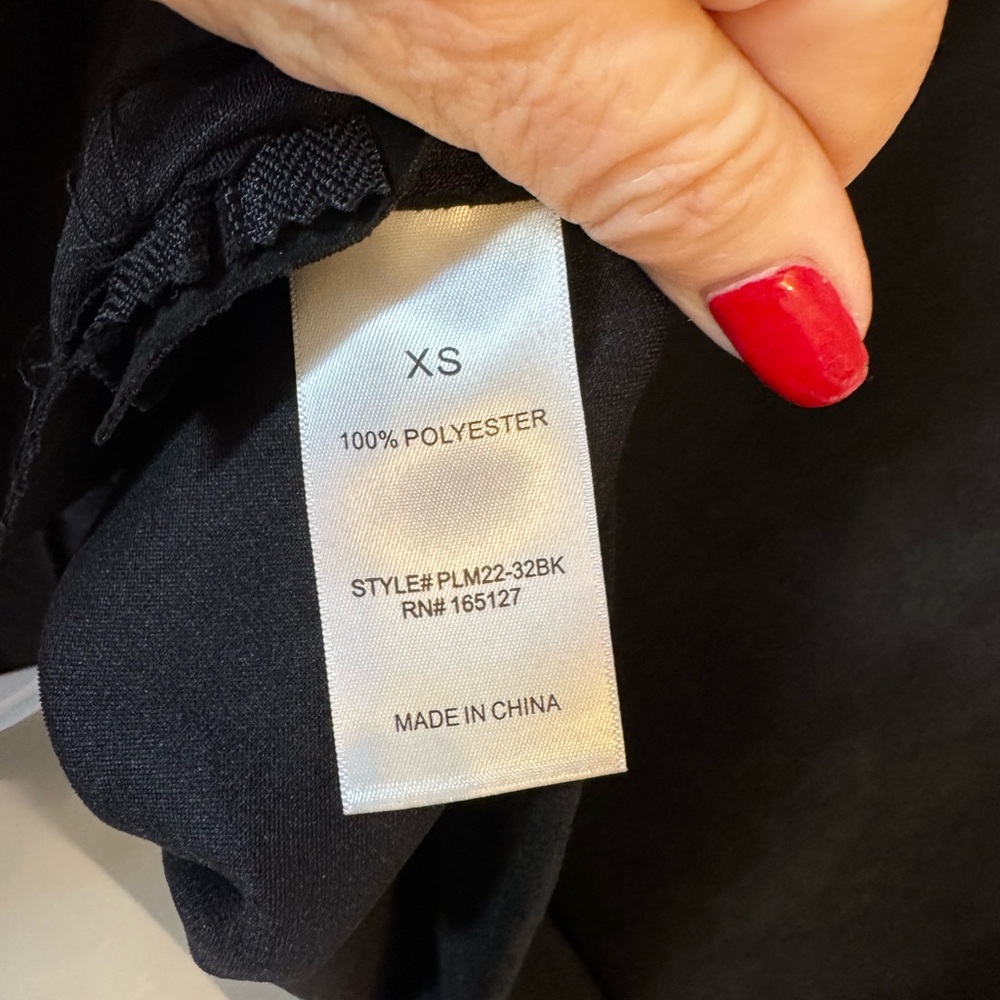 XS
100% POLYESTER
STYLE# PLM22-32BK
RN# 165127
MADE IN CHINA